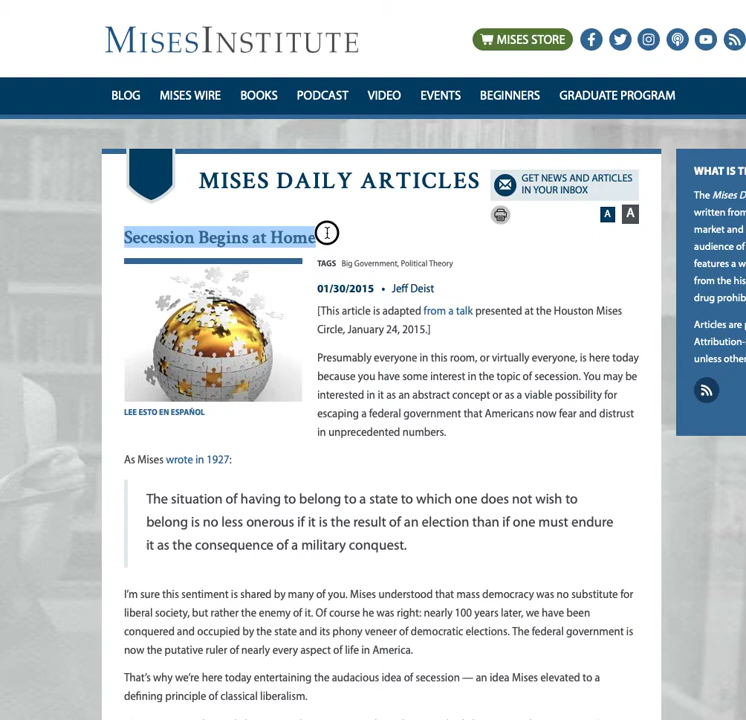 MISESINSTITUTE
MISES STORE
BLOG MISES WIRE BOOKS PODCAST VIDEO EVENTS BEGINNERS GRADUATE PROGRAM
MISES DAILY ARTICLES
GET NEWS AND ARTICLES
IN YOUR INBOX
A A
Secession Begins at Home
TAGS Big Government, Political Theory
01/30/2015 • Jeff Deist
[This article is adapted from a talk presented at the Houston Mises
Circle, January 24, 2015.]
Presumably everyone in this room, or virtually everyone, is here today
because you have some interest in the topic of secession. You may be
interested in it as an abstract concept or as a viable possibility for
escaping a federal government that Americans now fear and distrust
in unprecedented numbers.
LEE ESTO EN ESPAÑOL
As Mises wrote in 1927:
The situation of having to belong to a state to which one does not wish to
belong is no less onerous if it is the result of an election than if one must endure
it as the consequence of a military conquest.
I'm sure this sentiment is shared by many of you. Mises understood that mass democracy was no substitute for
liberal society, but rather the enemy of it. Of course he was right: nearly 100 years later, we have been
conquered and occupied by the state and its phony veneer of democratic elections. The federal government is
now the putative ruler of nearly every aspect of life in America.
That's why we're here today entertaining the audacious idea of secession — an idea Mises elevated to a
defining principle of classical liberalism.
WHAT IS T
The Mises D
written from
market and
audience of
features a w
from the his
drug prohib
Articles are
Attribution-
unless other